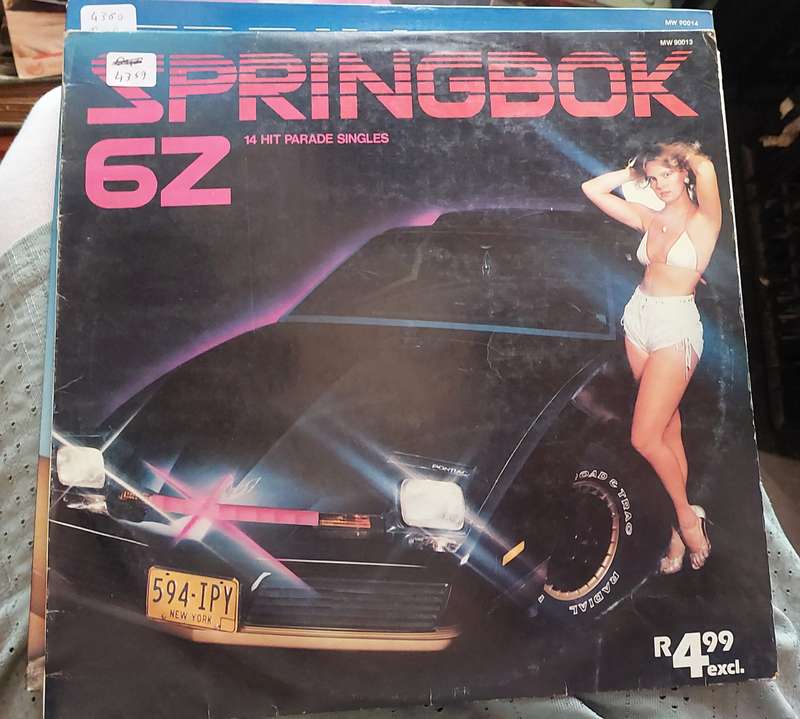 4350
MW 90014
4359
MW 90013
SPRINGBOK
62
14 HIT PARADE SINGLES
PONTIAC
ROAD & TRAC
RADIAL
594-IPY
NEW YORK
R4.99
excl.